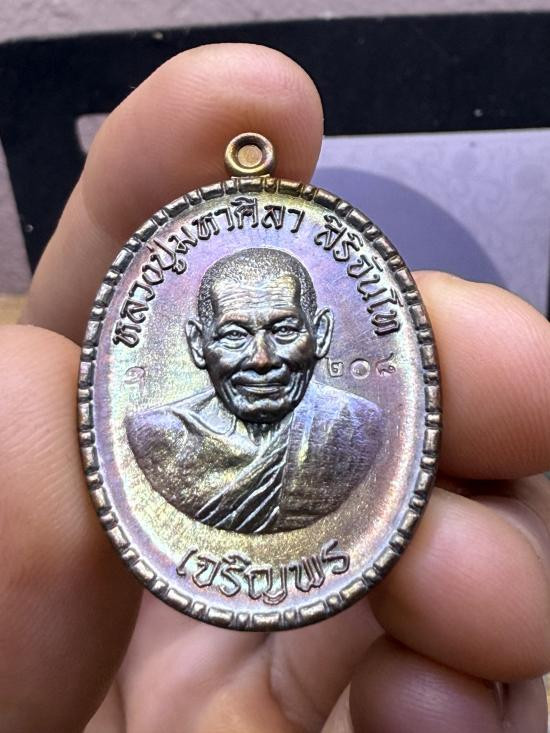 หลวงปู่มหาศิลา สิริจันโท
๒๐๘
เจริญพร